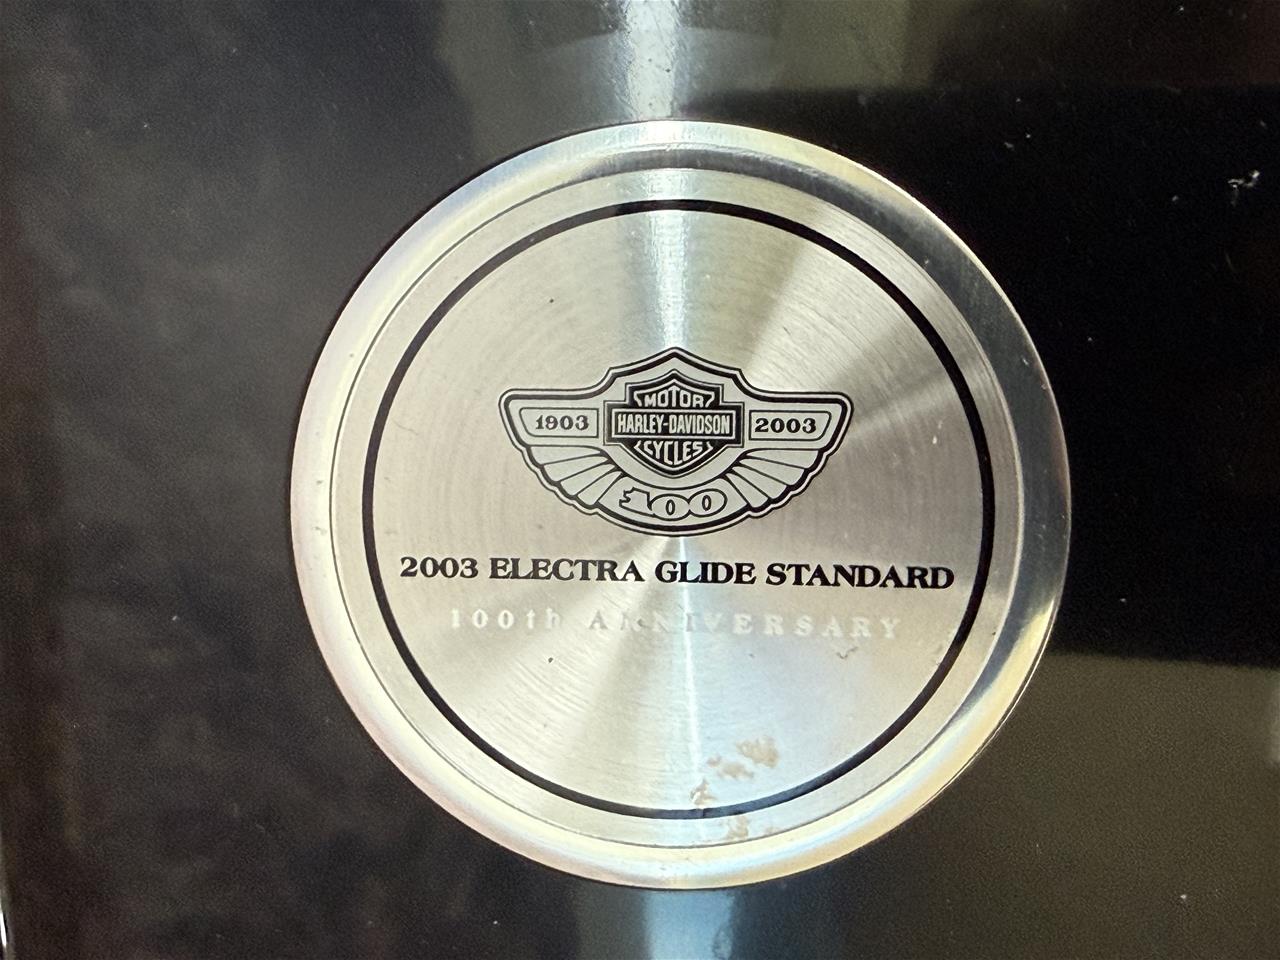 MOTOR
1903 HARLEY-DAVIDSON 2003
CYCLES
100
2003 ELECTRA GLIDE STANDARD
100th ANNIVERSARY